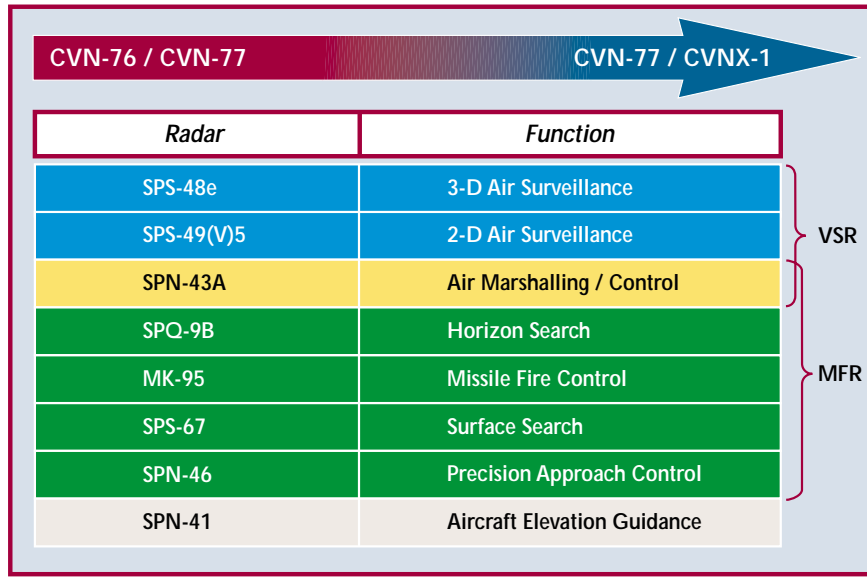 CVN-76 / CVN-77 CVN-77 / CVNX-1
Radar Function
SPS-48e 3-D Air Surveillance
SPS-49(V)5 2-D Air Surveillance
VSR
SPN-43A Air Marshalling / Control
SPQ-9B Horizon Search
MK-95 Missile Fire Control
MFR
SPS-67 Surface Search
SPN-46 Precision Approach Control
SPN-41 Aircraft Elevation Guidance